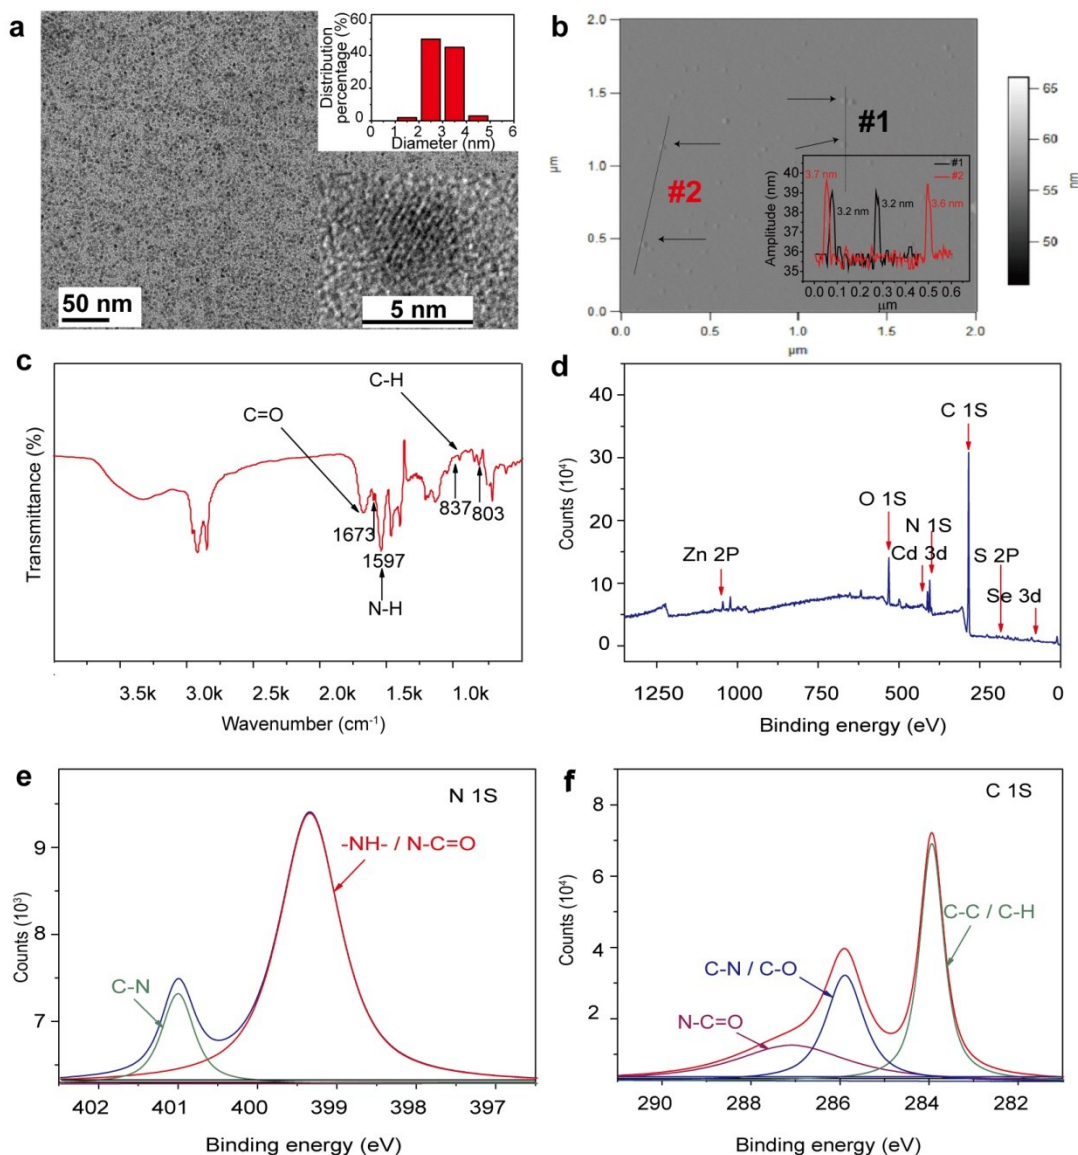 a
Distribution
percentage (%)
60
40
20
0
0 1 2 3 4 5 6
Diameter (nm)
50 nm
5 nm
b
2.0
1.5
1.0
0.5
0.0
μm
0.0 0.5 1.0 1.5 2.0
μm
#1
#2
65
60
55
50
nm
40
39
38
37
36
35
Amplitude (nm)
3.7 nm
3.2 nm
3.2 nm
3.6 nm
#1
#2
0.0 0.1 0.2 0.3 0.4 0.5 0.6
μm
c
Transmittance (%)
C=O
C-H
1673
1597
N-H
837
803
3.5k 3.0k 2.5k 2.0k 1.5k 1.0k
Wavenumber (cm⁻¹)
d
Counts (10⁴)
40
30
20
10
0
Zn 2P
O 1S
Cd 3d
N 1S
C 1S
S 2P
Se 3d
1250 1000 750 500 250 0
Binding energy (eV)
e
N 1S
Counts (10³)
9
8
7
C-N
-NH- / N-C=O
402 401 400 399 398 397
Binding energy (eV)
f
C 1S
Counts (10⁴)
8
6
4
2
N-C=O
C-N / C-O
C-C / C-H
290 288 286 284 282
Binding energy (eV)